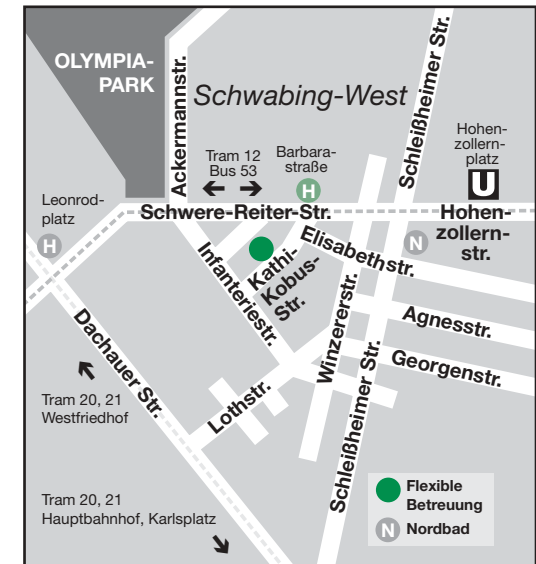 OLYMPIA-
PARK
Ackermannstr.
Schwabing-West
Schleißheimer Str.
Hohen-
zollern-
platz
U
Tram 12
Bus 53
Barbara-
straße
H
Leonrod-
platz
H
Schwere-Reiter-Str.
Hohen-
zollern-
str.
N
Elisabethstr.
Infanteriestr.
Kathi-
Kobus-
Str.
Winzererstr.
Agnesstr.
Georgenstr.
Dachauer Str.
Lothstr.
Schleißheimer Str.
Tram 20, 21
Westfriedhof
Tram 20, 21
Hauptbahnhof, Karlsplatz
Flexible
Betreuung
N Nordbad